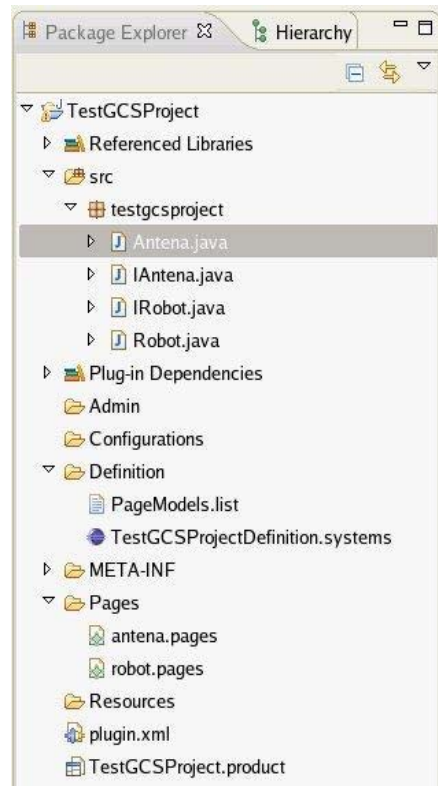 Package Explorer Hierarchy
TestGCSProject
Referenced Libraries
src
testgcsproject
Antena.java
IAntena.java
IRobot.java
Robot.java
Plug-in Dependencies
Admin
Configurations
Definition
PageModels.list
TestGCSProjectDefinition.systems
META-INF
Pages
antena.pages
robot.pages
Resources
plugin.xml
TestGCSProject.product